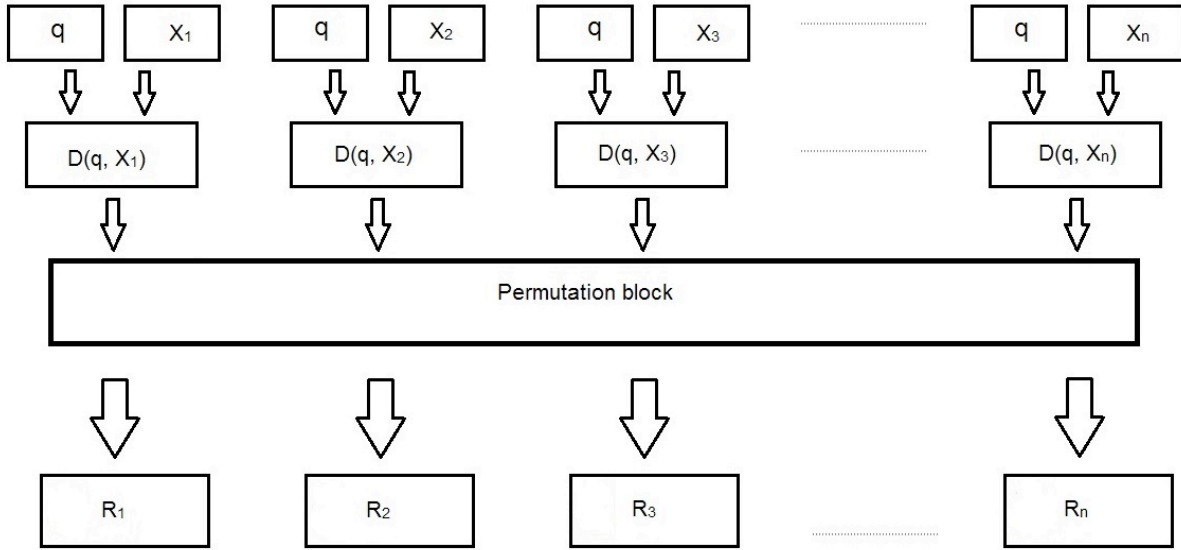 q X₁ q X₂ q X₃ q Xₙ
D(q, X₁) D(q, X₂) D(q, X₃) D(q, Xₙ)
Permutation block
R₁ R₂ R₃ Rₙ